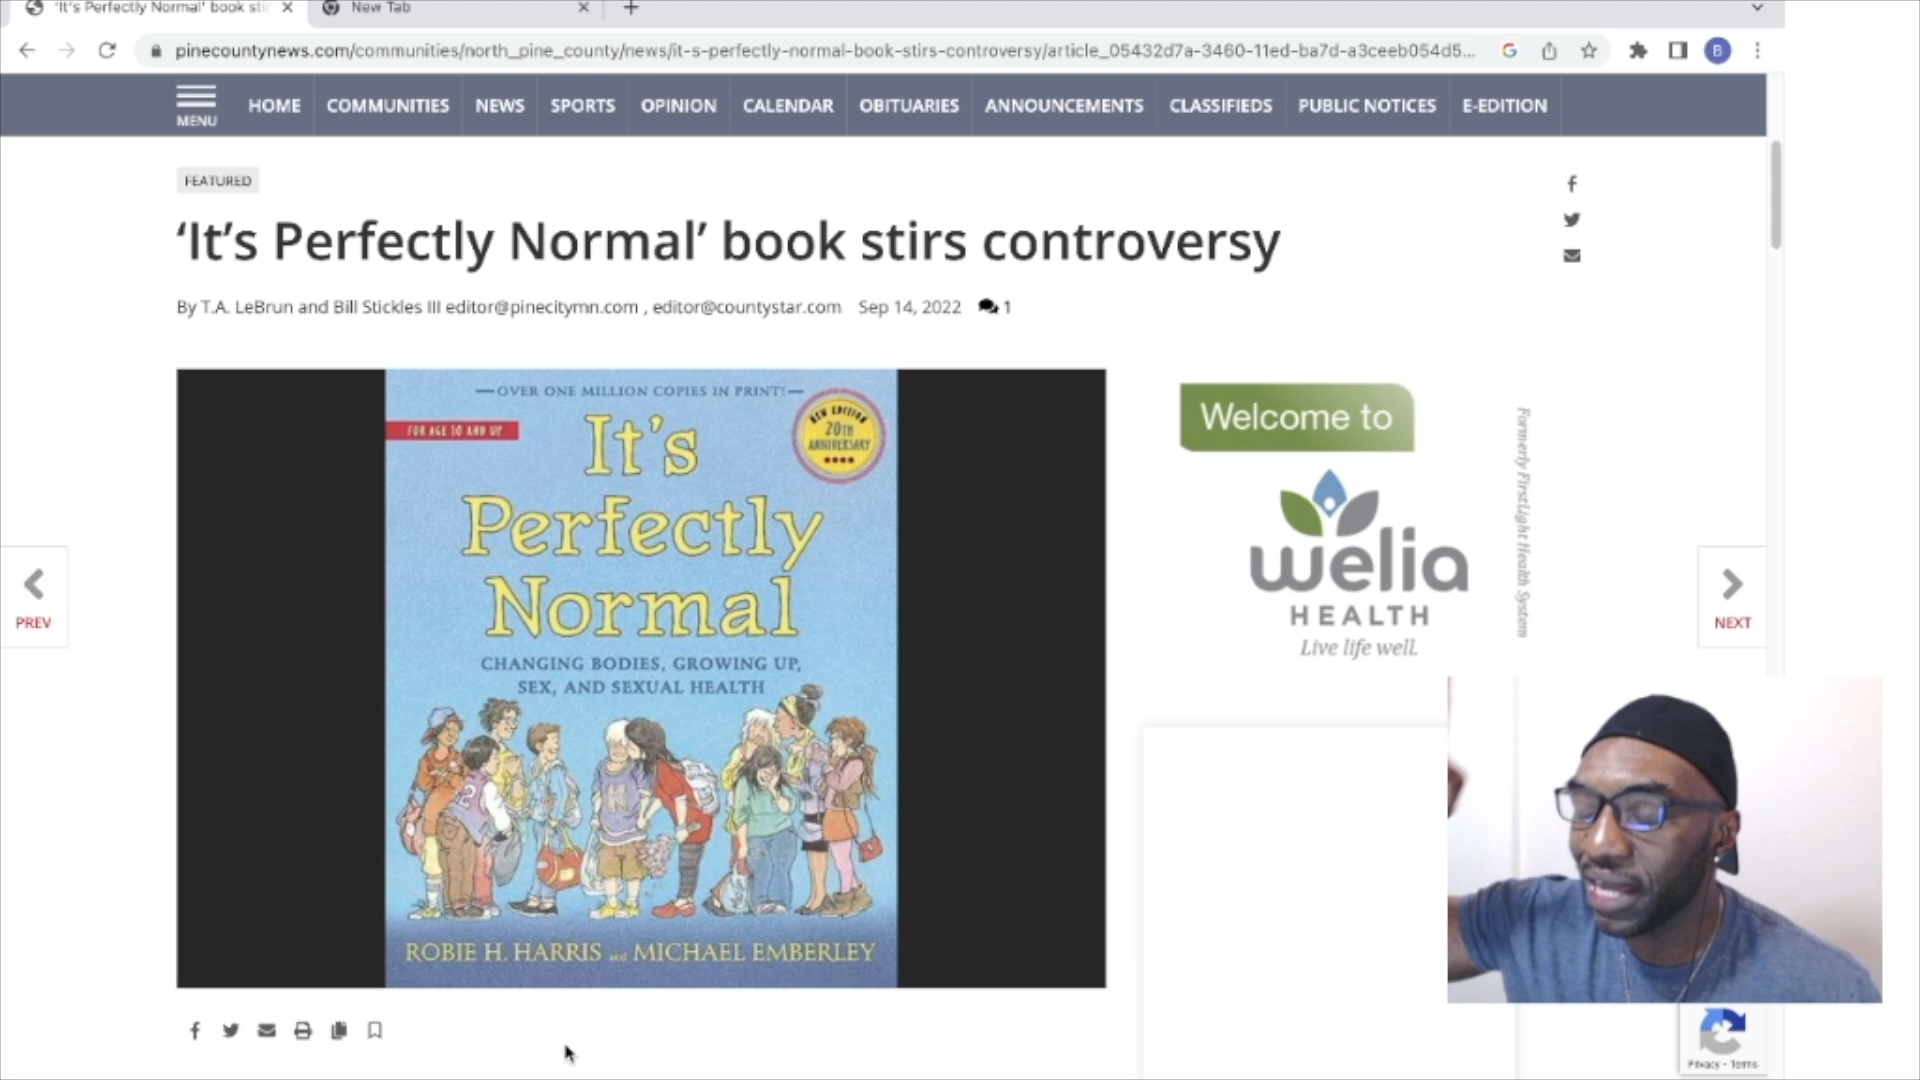 'It's Perfectly Normal' book sti
New Tab
pinecountynews.com/communities/north_pine_county/news/it-s-perfectly-normal-book-stirs-controversy/article_05432d7a-3460-11ed-ba7d-a3ceeb054d5...
B
MENU
HOME
COMMUNITIES
NEWS
SPORTS
OPINION
CALENDAR
OBITUARIES
ANNOUNCEMENTS
CLASSIFIEDS
PUBLIC NOTICES
E-EDITION
FEATURED
‘It’s Perfectly Normal’ book stirs controversy
By T.A. LeBrun and Bill Stickles III editor@pinecitymn.com , editor@countystar.com Sep 14, 2022 1
OVER ONE MILLION COPIES IN PRINT!
FOR AGE 10 AND UP
NEW EDITION
20TH
ANNIVERSARY
It's
Perfectly
Normal
CHANGING BODIES, GROWING UP,
SEX, AND SEXUAL HEALTH
ROBIE H. HARRIS and MICHAEL EMBERLEY
Welcome to
welia
HEALTH
Live life well.
Formerly FirstLight Health System
PREV
NEXT
Privacy - Terms